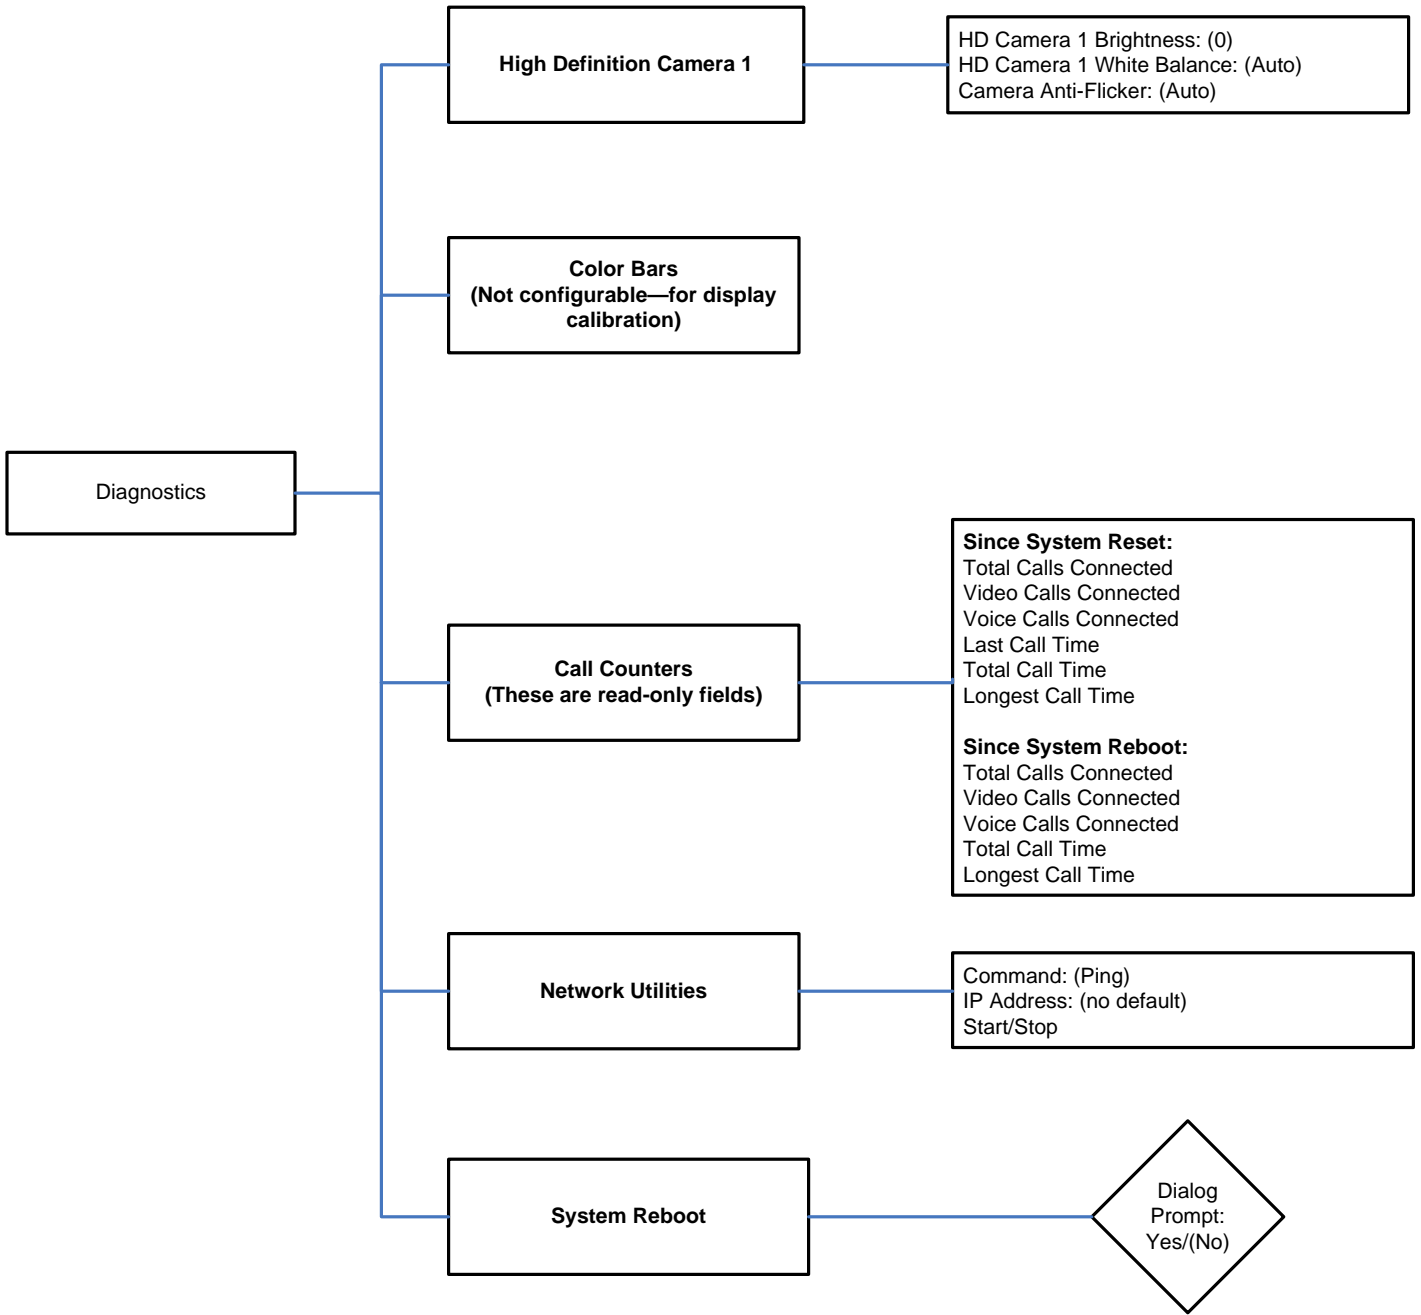 High Definition Camera 1
HD Camera 1 Brightness: (0)
HD Camera 1 White Balance: (Auto)
Camera Anti-Flicker: (Auto)
Color Bars
(Not configurable—for display
calibration)
Diagnostics
Call Counters
(These are read-only fields)
Since System Reset:
Total Calls Connected
Video Calls Connected
Voice Calls Connected
Last Call Time
Total Call Time
Longest Call Time
Since System Reboot:
Total Calls Connected
Video Calls Connected
Voice Calls Connected
Total Call Time
Longest Call Time
Network Utilities
Command: (Ping)
IP Address: (no default)
Start/Stop
System Reboot
Dialog
Prompt:
Yes/(No)